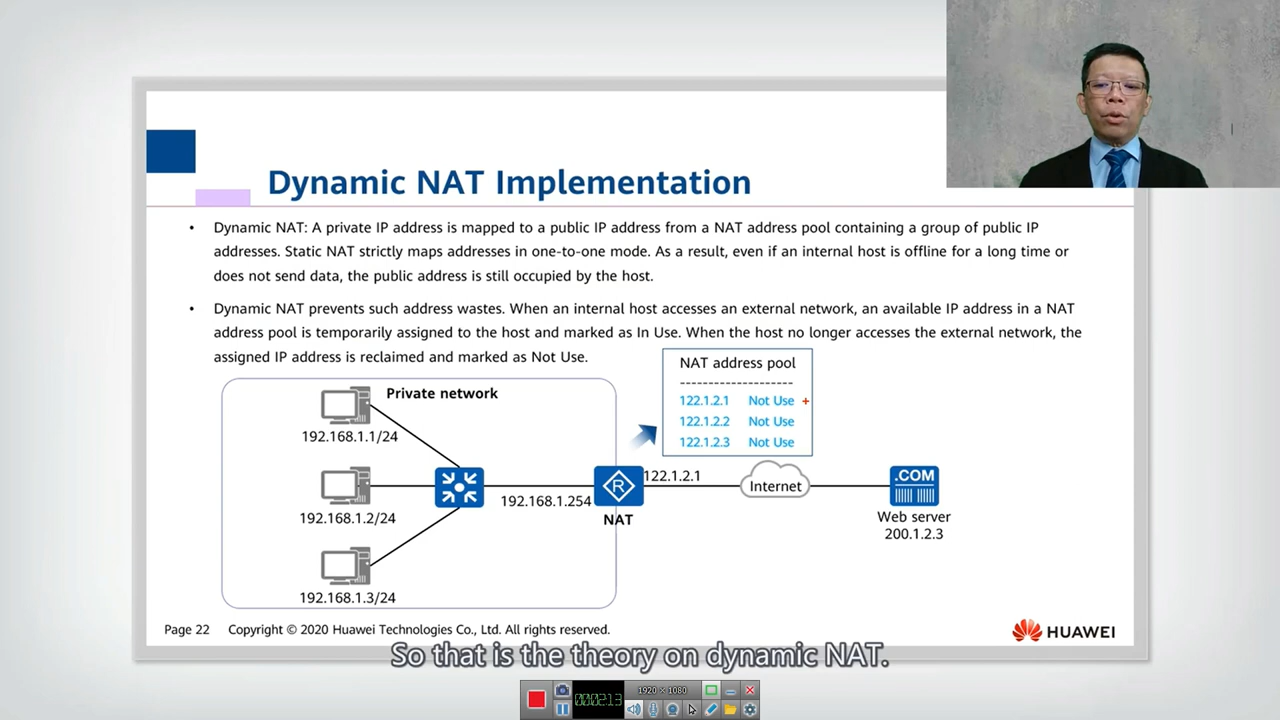 Dynamic NAT Implementation
• Dynamic NAT: A private IP address is mapped to a public IP address from a NAT address pool containing a group of public IP
addresses. Static NAT strictly maps addresses in one-to-one mode. As a result, even if an internal host is offline for a long time or
does not send data, the public address is still occupied by the host.
• Dynamic NAT prevents such address wastes. When an internal host accesses an external network, an available IP address in a NAT
address pool is temporarily assigned to the host and marked as In Use. When the host no longer accesses the external network, the
assigned IP address is reclaimed and marked as Not Use.
NAT address pool
--------------------
122.1.2.1 Not Use
122.1.2.2 Not Use
122.1.2.3 Not Use
Private network
192.168.1.1/24
192.168.1.2/24
192.168.1.3/24
192.168.1.254
R
NAT
122.1.2.1
Internet
.COM
Web server
200.1.2.3
Page 22 Copyright © 2020 Huawei Technologies Co., Ltd. All rights reserved.
HUAWEI
So that is the theory on dynamic NAT.
1920 × 1080